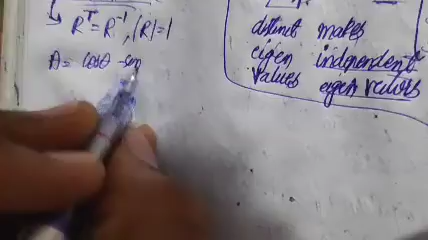 ↳ R^T = R^-1, |R| = 1
A = cosθ -sin
distinct makes
eigen independent
values eigen vectors